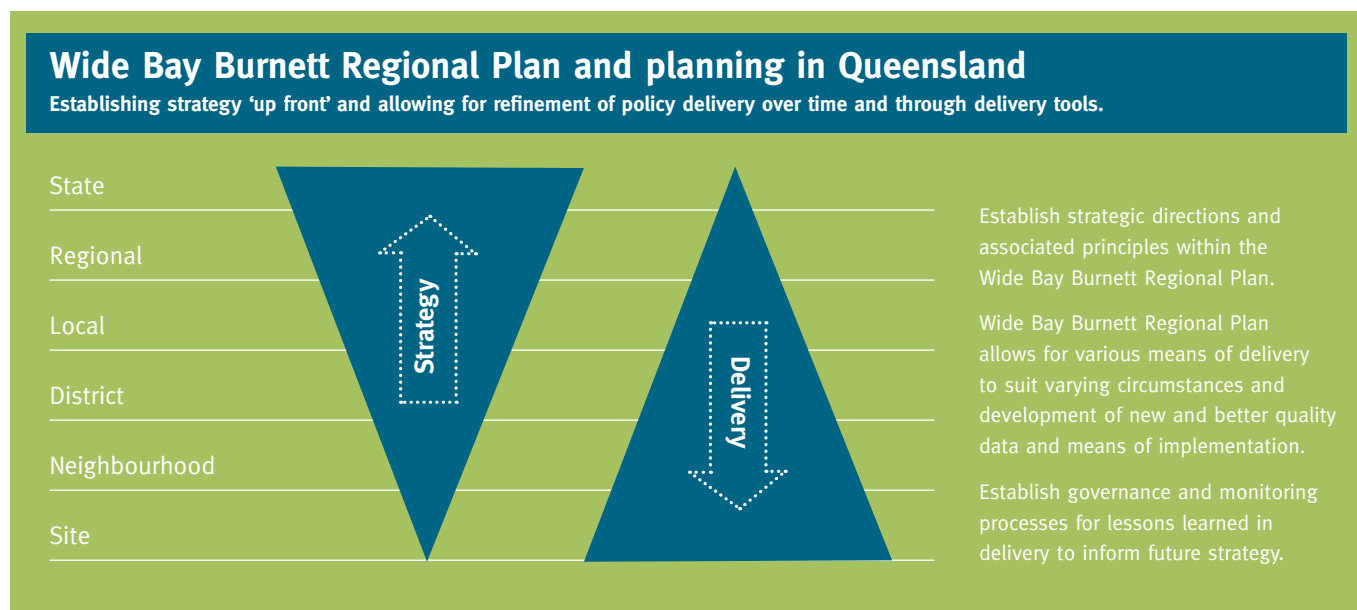 Wide Bay Burnett Regional Plan and planning in Queensland
Establishing strategy ‘up front’ and allowing for refinement of policy delivery over time and through delivery tools.
State
Regional
Local
District
Neighbourhood
Site
Strategy
Delivery
Establish strategic directions and
associated principles within the
Wide Bay Burnett Regional Plan.
Wide Bay Burnett Regional Plan
allows for various means of delivery
to suit varying circumstances and
development of new and better quality
data and means of implementation.
Establish governance and monitoring
processes for lessons learned in
delivery to inform future strategy.